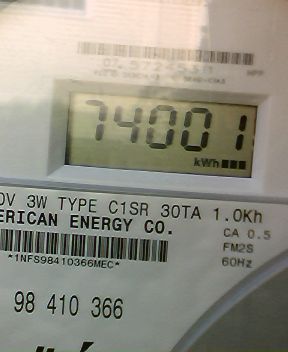 74001
kWh
0V 3W TYPE C1SR 30TA 1.0Kh
ERICAN ENERGY CO.
CA 0.5
FM2S
60Hz
*1NFS98410366MEC*
98 410 366